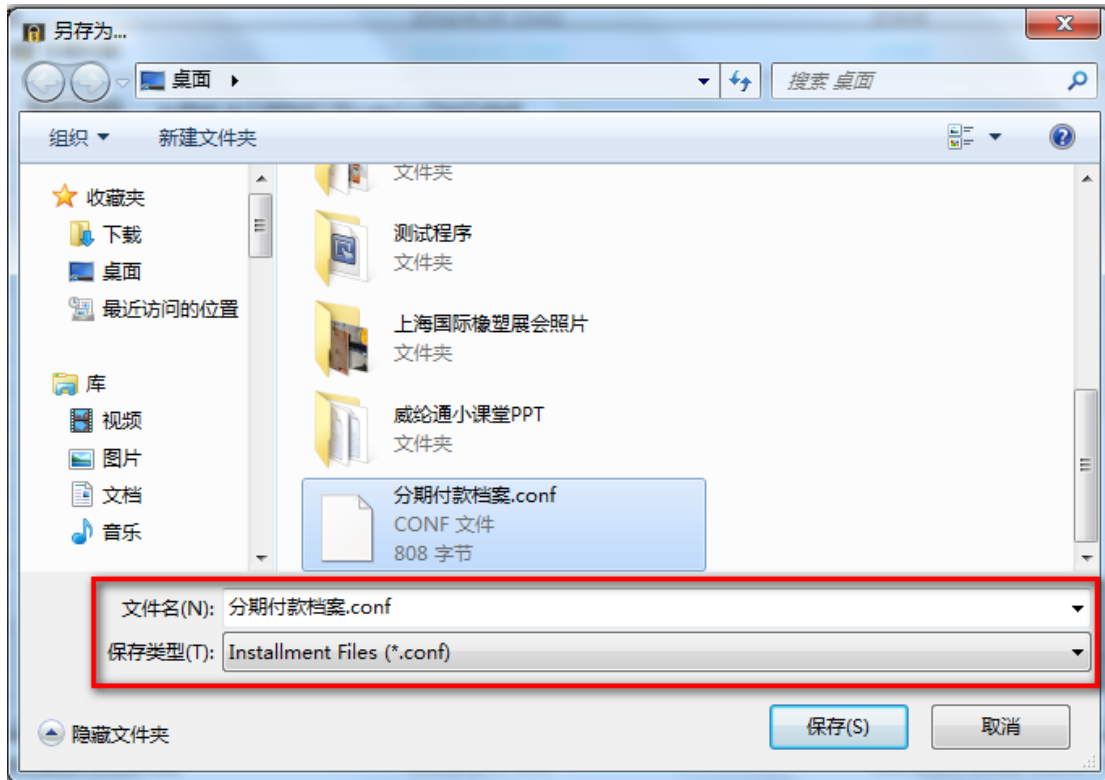 另存为...
桌面
搜索 桌面
组织
新建文件夹
收藏夹
下载
桌面
最近访问的位置
库
视频
图片
文档
音乐
文件夹
测试程序
文件夹
上海国际橡塑展会照片
文件夹
威纶通小课堂PPT
文件夹
分期付款档案.conf
CONF 文件
808 字节
文件名(N): 分期付款档案.conf
保存类型(T): Installment Files (*.conf)
隐藏文件夹
保存(S)
取消